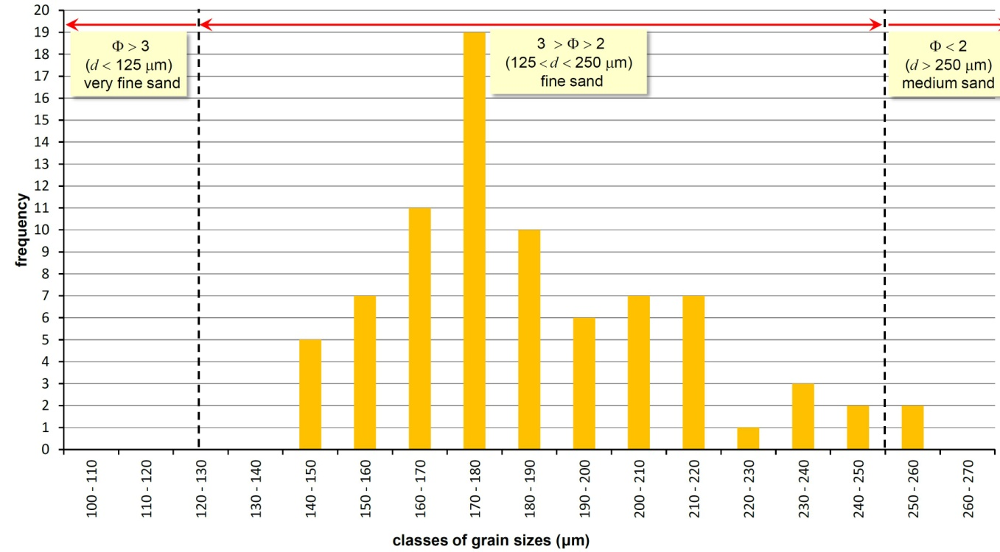 20
19
18
17
16
15
14
13
12
11
10
9
8
7
6
5
4
3
2
1
0
frequency
Φ > 3
(d < 125 µm)
very fine sand
3 > Φ > 2
(125 < d < 250 µm)
fine sand
Φ < 2
(d > 250 µm)
medium sand
100 - 110
110 - 120
120 - 130
130 - 140
140 - 150
150 - 160
160 - 170
170 - 180
180 - 190
190 - 200
200 - 210
210 - 220
220 - 230
230 - 240
240 - 250
250 - 260
260 - 270
classes of grain sizes (µm)